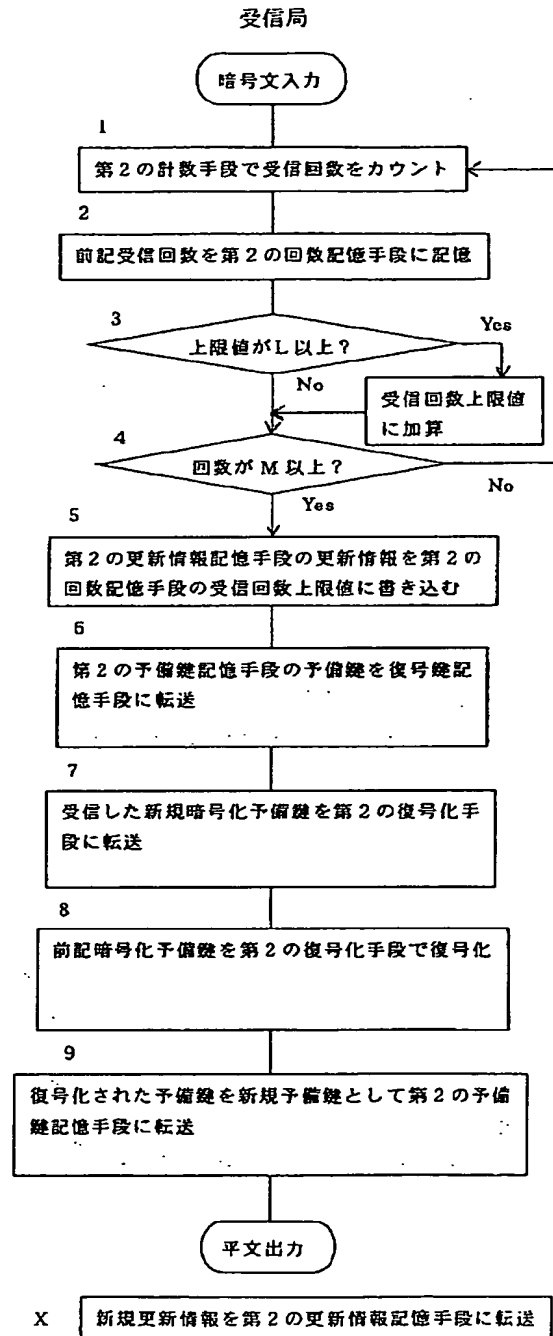 受信局
暗号文入力
1
第2の計数手段で受信回数をカウント
2
前記受信回数を第2の回数記憶手段に記憶
3
上限値がL以上?
Yes
No
受信回数上限値
に加算
4
回数がM以上?
No
Yes
5
第2の更新情報記憶手段の更新情報を第2の
回数記憶手段の受信回数上限値に書き込む
6
第2の予備鍵記憶手段の予備鍵を復号鍵記
憶手段に転送
7
受信した新規暗号化予備鍵を第2の復号化手
段に転送
8
前記暗号化予備鍵を第2の復号化手段で復号化
9
復号化された予備鍵を新規予備鍵として第2の予備
鍵記憶手段に転送
平文出力
X
新規更新情報を第2の更新情報記憶手段に転送